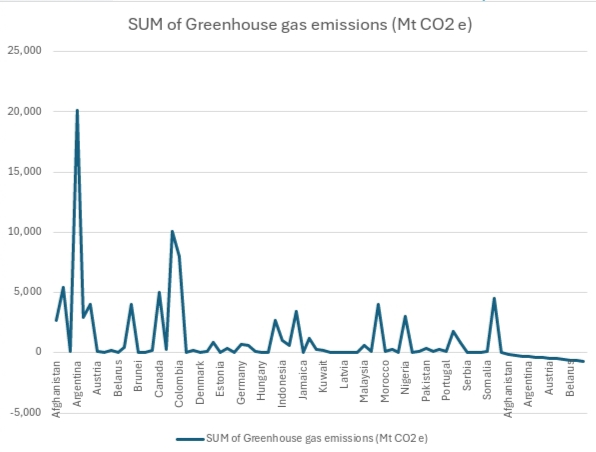 SUM of Greenhouse gas emissions (Mt CO2 e)
25,000
20,000
15,000
10,000
5,000
0
-5,000
Afghanistan
Argentina
Austria
Belarus
Brunei
Canada
Colombia
Denmark
Estonia
Germany
Hungary
Indonesia
Jamaica
Kuwait
Latvia
Malaysia
Morocco
Nigeria
Pakistan
Portugal
Serbia
Somalia
Afghanistan
Argentina
Austria
Belarus
SUM of Greenhouse gas emissions (Mt CO2 e)